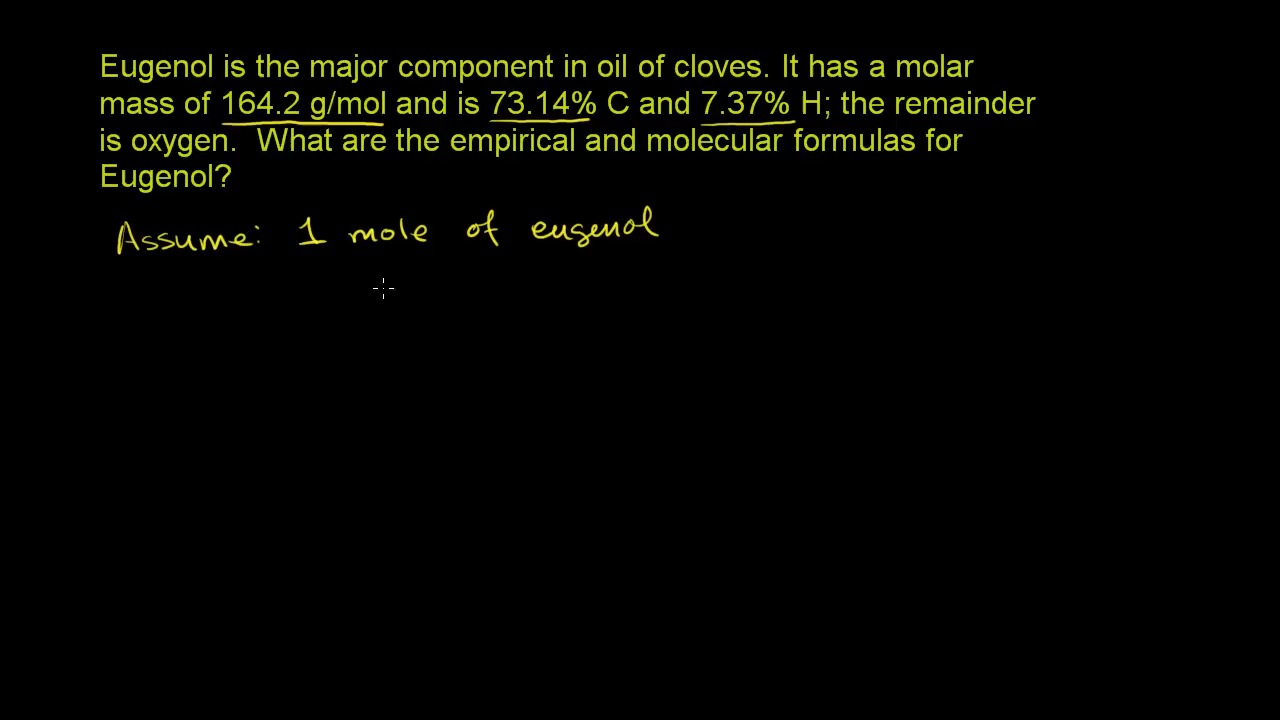 Eugenol is the major component in oil of cloves. It has a molar
mass of 164.2 g/mol and is 73.14% C and 7.37% H; the remainder
is oxygen.  What are the empirical and molecular formulas for
Eugenol?
Assume: 1 mole of eugenol